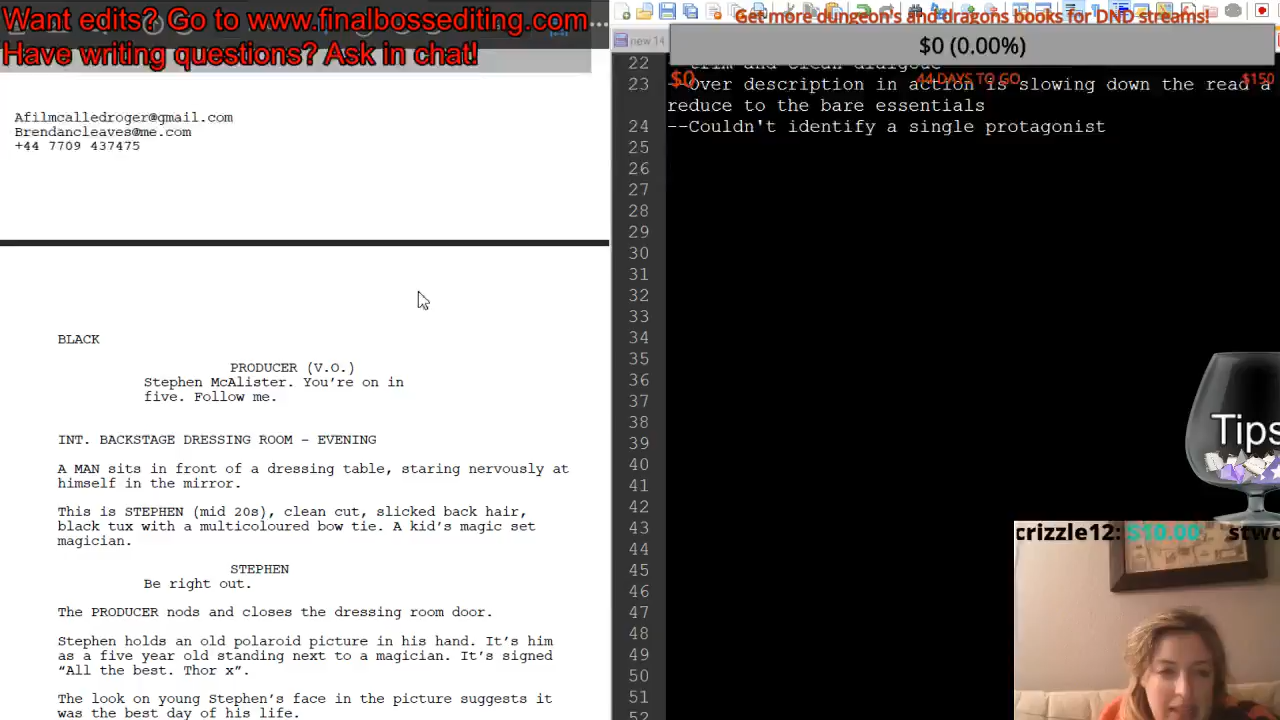 Want edits? Go to www.finalbossediting.com
Have writing questions? Ask in chat!
Afilmcalledroger@gmail.com
Brendancleaves@me.com
+44 7709 437475
BLACK
PRODUCER (V.O.)
Stephen McAlister. You're on in
five. Follow me.
INT. BACKSTAGE DRESSING ROOM – EVENING
A MAN sits in front of a dressing table, staring nervously at
himself in the mirror.
This is STEPHEN (mid 20s), clean cut, slicked back hair,
black tux with a multicoloured bow tie. A kid's magic set
magician.
STEPHEN
Be right out.
The PRODUCER nods and closes the dressing room door.
Stephen holds an old polaroid picture in his hand. It's him
as a five year old standing next to a magician. It's signed
“All the best. Thor x”.
The look on young Stephen's face in the picture suggests it
was the best day of his life.
Get more dungeon's and dragons books for DND streams!
new 14
$0 (0.00%)
$0
44 DAYS TO GO
$150
22
23 --Over description in action is slowing down the read a
reduce to the bare essentials
24 --Couldn't identify a single protagonist
25
26
27
28
29
30
31
32
33
34
35
36
37
38
39
40
41
42
43
44
45
46
47
48
49
50
51
52
Tips
crizzle12: $10.00 stwd